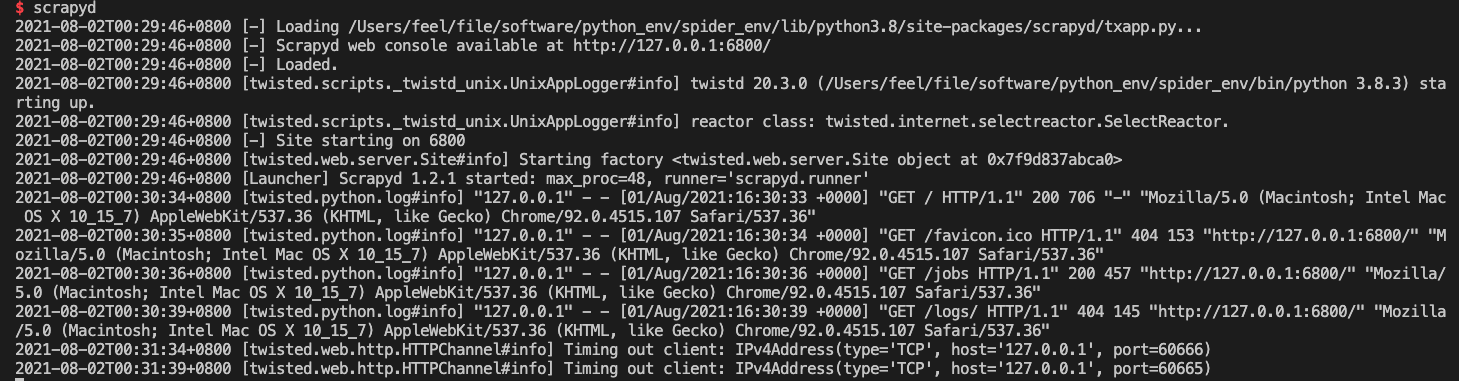 $ scrapyd
2021-08-02T00:29:46+0800 [-] Loading /Users/feel/file/software/python_env/spider_env/lib/python3.8/site-packages/scrapyd/txapp.py...
2021-08-02T00:29:46+0800 [-] Scrapyd web console available at http://127.0.0.1:6800/
2021-08-02T00:29:46+0800 [-] Loaded.
2021-08-02T00:29:46+0800 [twisted.scripts._twistd_unix.UnixAppLogger#info] twistd 20.3.0 (/Users/feel/file/software/python_env/spider_env/bin/python 3.8.3) sta
rting up.
2021-08-02T00:29:46+0800 [twisted.scripts._twistd_unix.UnixAppLogger#info] reactor class: twisted.internet.selectreactor.SelectReactor.
2021-08-02T00:29:46+0800 [-] Site starting on 6800
2021-08-02T00:29:46+0800 [twisted.web.server.Site#info] Starting factory <twisted.web.server.Site object at 0x7f9d837abca0>
2021-08-02T00:29:46+0800 [Launcher] Scrapyd 1.2.1 started: max_proc=48, runner='scrapyd.runner'
2021-08-02T00:30:34+0800 [twisted.python.log#info] "127.0.0.1" - - [01/Aug/2021:16:30:33 +0000] "GET / HTTP/1.1" 200 706 "-" "Mozilla/5.0 (Macintosh; Intel Mac
 OS X 10_15_7) AppleWebKit/537.36 (KHTML, like Gecko) Chrome/92.0.4515.107 Safari/537.36"
2021-08-02T00:30:35+0800 [twisted.python.log#info] "127.0.0.1" - - [01/Aug/2021:16:30:34 +0000] "GET /favicon.ico HTTP/1.1" 404 153 "http://127.0.0.1:6800/" "M
ozilla/5.0 (Macintosh; Intel Mac OS X 10_15_7) AppleWebKit/537.36 (KHTML, like Gecko) Chrome/92.0.4515.107 Safari/537.36"
2021-08-02T00:30:36+0800 [twisted.python.log#info] "127.0.0.1" - - [01/Aug/2021:16:30:36 +0000] "GET /jobs HTTP/1.1" 200 457 "http://127.0.0.1:6800/" "Mozilla/
5.0 (Macintosh; Intel Mac OS X 10_15_7) AppleWebKit/537.36 (KHTML, like Gecko) Chrome/92.0.4515.107 Safari/537.36"
2021-08-02T00:30:39+0800 [twisted.python.log#info] "127.0.0.1" - - [01/Aug/2021:16:30:39 +0000] "GET /logs/ HTTP/1.1" 404 145 "http://127.0.0.1:6800/" "Mozilla
/5.0 (Macintosh; Intel Mac OS X 10_15_7) AppleWebKit/537.36 (KHTML, like Gecko) Chrome/92.0.4515.107 Safari/537.36"
2021-08-02T00:31:34+0800 [twisted.web.http.HTTPChannel#info] Timing out client: IPv4Address(type='TCP', host='127.0.0.1', port=60666)
2021-08-02T00:31:39+0800 [twisted.web.http.HTTPChannel#info] Timing out client: IPv4Address(type='TCP', host='127.0.0.1', port=60665)